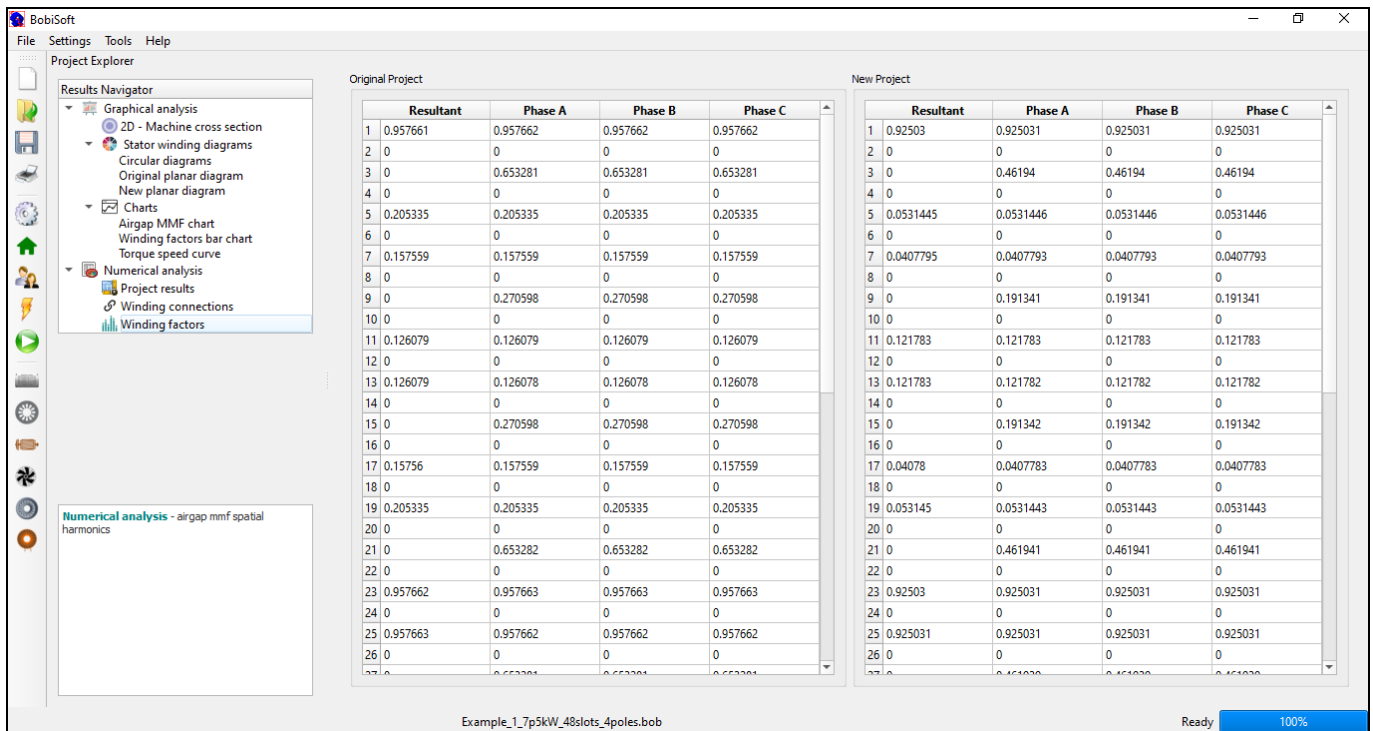 BobiSoft
File Settings Tools Help
Project Explorer
Results Navigator
Graphical analysis
2D - Machine cross section
Stator winding diagrams
Circular diagrams
Original planar diagram
New planar diagram
Charts
Airgap MMF chart
Winding factors bar chart
Torque speed curve
Numerical analysis
Project results
Winding connections
Winding factors
Numerical analysis - airgap mmf spatial
harmonics
Original Project
Resultant Phase A Phase B Phase C
1 0.957661 0.957662 0.957662 0.957662
2 0 0 0 0
3 0 0.653281 0.653281 0.653281
4 0 0 0 0
5 0.205335 0.205335 0.205335 0.205335
6 0 0 0 0
7 0.157559 0.157559 0.157559 0.157559
8 0 0 0 0
9 0 0.270598 0.270598 0.270598
10 0 0 0 0
11 0.126079 0.126079 0.126079 0.126079
12 0 0 0 0
13 0.126079 0.126078 0.126078 0.126078
14 0 0 0 0
15 0 0.270598 0.270598 0.270598
16 0 0 0 0
17 0.15756 0.157559 0.157559 0.157559
18 0 0 0 0
19 0.205335 0.205335 0.205335 0.205335
20 0 0 0 0
21 0 0.653282 0.653282 0.653282
22 0 0 0 0
23 0.957662 0.957663 0.957663 0.957663
24 0 0 0 0
25 0.957663 0.957662 0.957662 0.957662
26 0 0 0 0
New Project
Resultant Phase A Phase B Phase C
1 0.92503 0.925031 0.925031 0.925031
2 0 0 0 0
3 0 0.46194 0.46194 0.46194
4 0 0 0 0
5 0.0531445 0.0531446 0.0531446 0.0531446
6 0 0 0 0
7 0.0407795 0.0407793 0.0407793 0.0407793
8 0 0 0 0
9 0 0.191341 0.191341 0.191341
10 0 0 0 0
11 0.121783 0.121783 0.121783 0.121783
12 0 0 0 0
13 0.121783 0.121782 0.121782 0.121782
14 0 0 0 0
15 0 0.191342 0.191342 0.191342
16 0 0 0 0
17 0.04078 0.0407783 0.0407783 0.0407783
18 0 0 0 0
19 0.053145 0.0531443 0.0531443 0.0531443
20 0 0 0 0
21 0 0.461941 0.461941 0.461941
22 0 0 0 0
23 0.92503 0.925031 0.925031 0.925031
24 0 0 0 0
25 0.925031 0.925031 0.925031 0.925031
26 0 0 0 0
Example_1_7p5kW_48slots_4poles.bob
Ready 100%